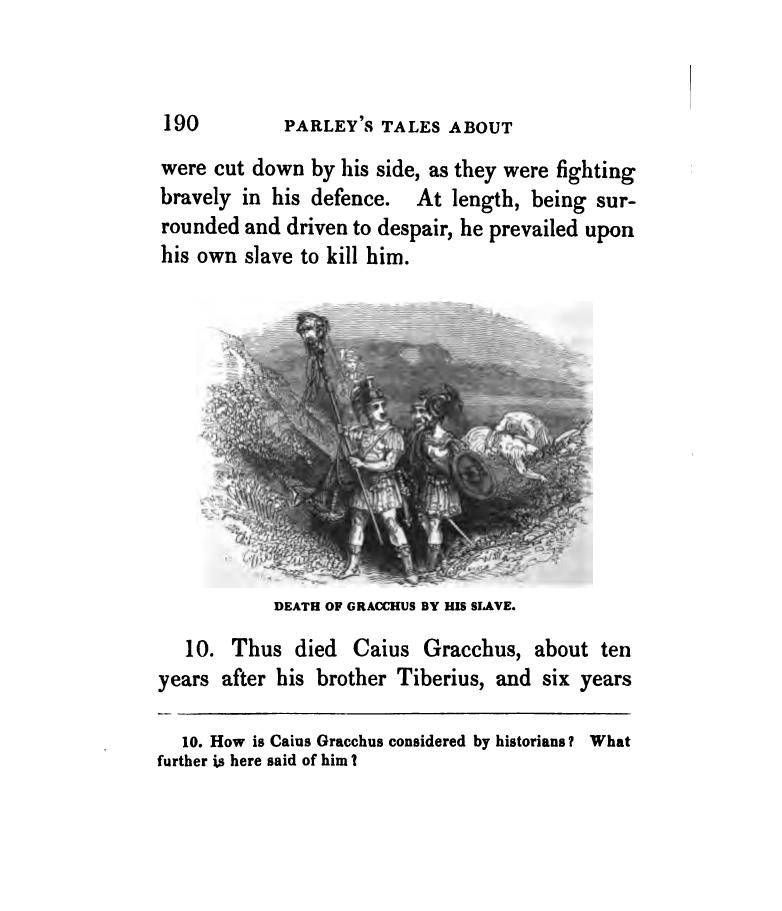 190 PARLEY'S TALES ABOUT
were cut down by his side, as they were fighting
bravely in his defence. At length, being sur-
rounded and driven to despair, he prevailed upon
his own slave to kill him.
DEATH OF GRACCHUS BY HIS SLAVE.
10. Thus died Caius Gracchus, about ten
years after his brother Tiberius, and six years
10. How is Caius Gracchus considered by historians? What
further is here said of him?